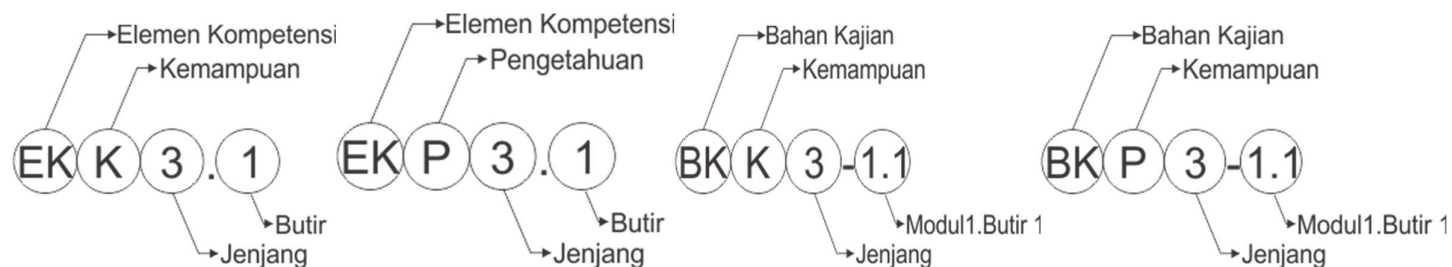 Elemen Kompetensi
Kemampuan
EK K 3 . 1
Butir
Jenjang
Elemen Kompetensi
Pengetahuan
EK P 3 . 1
Butir
Jenjang
Bahan Kajian
Kemampuan
BK K 3 - 1.1
Modul1.Butir 1
Jenjang
Bahan Kajian
Kemampuan
BK P 3 - 1.1
Modul1.Butir 1
Jenjang